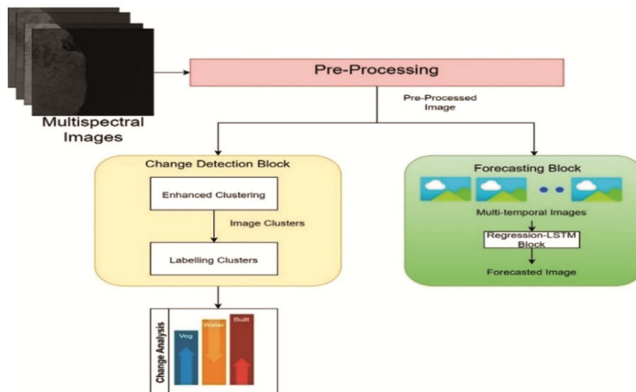 Pre-Processing
Multispectral
Images
Pre-Processed
Image
Change Detection Block
Enhanced Clustering
Image Clusters
Labelling Clusters
Change Analysis
Veg
Water
Built
Forecasting Block
Multi-temporal Images
Regression-LSTM
Block
Forecasted Image